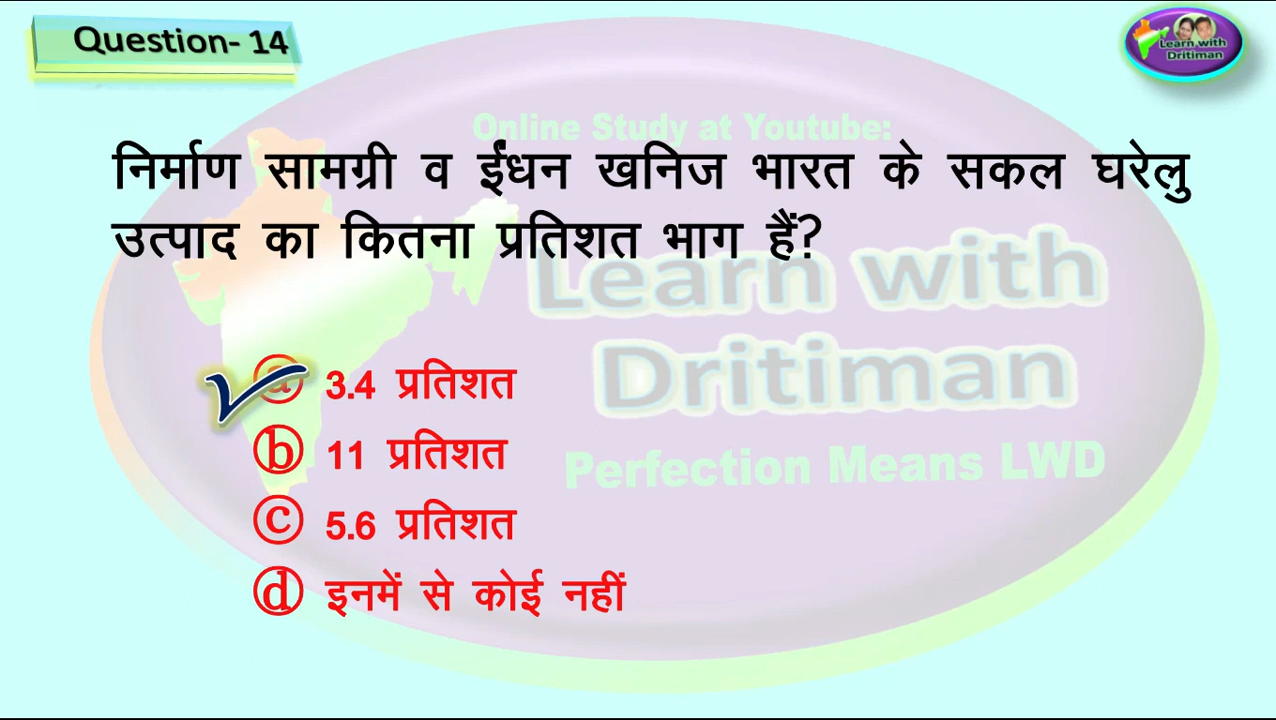 Question- 14
Learn with
Dritiman
Online Study at Youtube:
निर्माण सामग्री व ईंधन खनिज भारत के सकल घरेलु
उत्पाद का कितना प्रतिशत भाग हैं?
Learn with
Dritiman
Perfection Means LWD
ⓐ 3.4 प्रतिशत
ⓑ 11 प्रतिशत
ⓒ 5.6 प्रतिशत
ⓓ इनमें से कोई नहीं